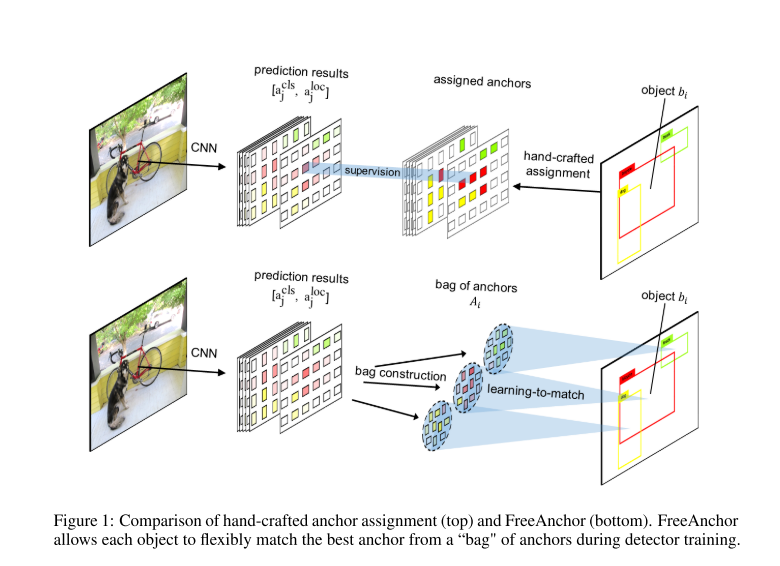 prediction results
[a_j^cls, a_j^loc]
assigned anchors
object b_i
CNN
supervision
hand-crafted
assignment
prediction results
[a_j^cls, a_j^loc]
bag of anchors
A_i
object b_i
CNN
bag construction
learning-to-match
dog
dog
Figure 1: Comparison of hand-crafted anchor assignment (top) and FreeAnchor (bottom). FreeAnchor
allows each object to flexibly match the best anchor from a “bag" of anchors during detector training.